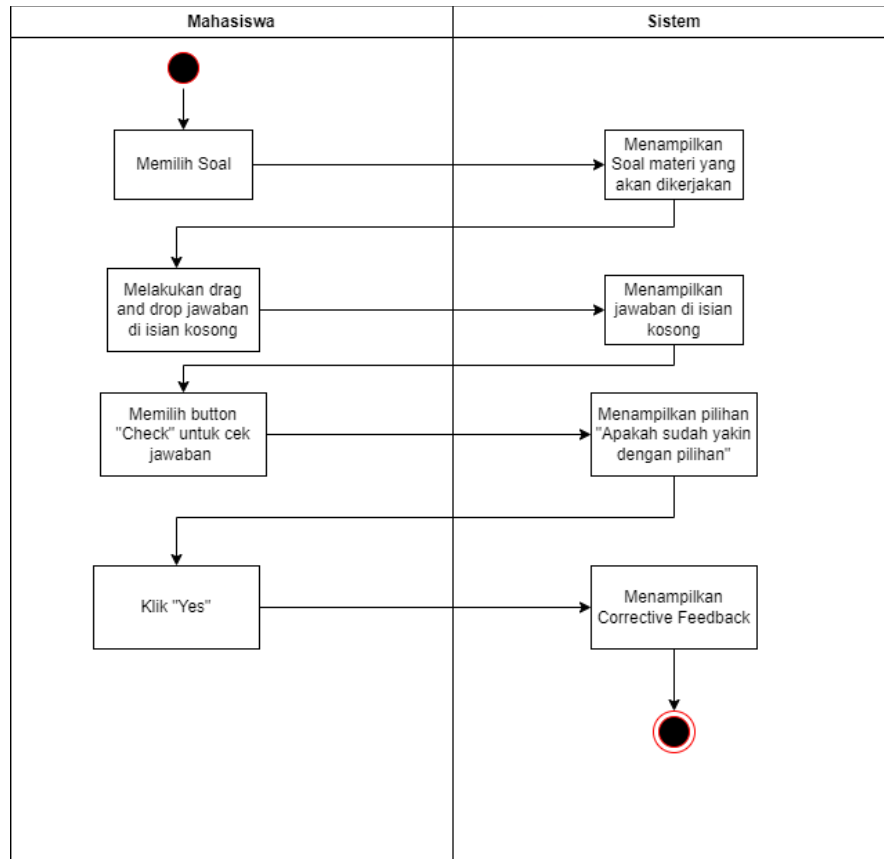 Mahasiswa
Sistem
Memilih Soal
Menampilkan
Soal materi yang
akan dikerjakan
Melakukan drag
and drop jawaban
di isian kosong
Menampilkan
jawaban di isian
kosong
Memilih button
"Check" untuk cek
jawaban
Menampilkan pilihan
"Apakah sudah yakin
dengan pilihan"
Klik "Yes"
Menampilkan
Corrective Feedback